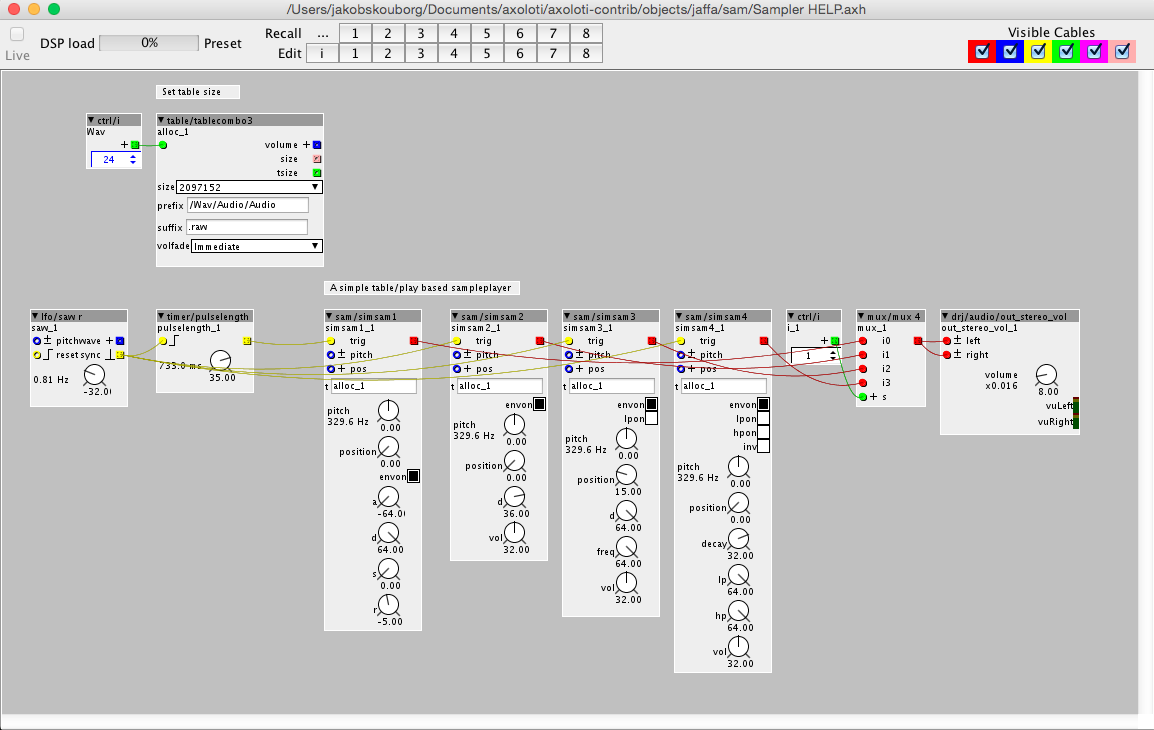 /Users/jakobskouborg/Documents/axoloti/axoloti-contrib/objects/jaffa/sam/Sampler HELP.axh
Live
DSP load 0% Preset
Recall ... 1 2 3 4 5 6 7 8
Edit i 1 2 3 4 5 6 7 8
Visible Cables
Set table size
ctrl/i
Wav
+
24
table/tablecombo3
alloc_1
volume +
size
tsize
size 2097152
prefix /Wav/Audio/Audio
suffix .raw
volfade Immediate
A simple table/play based sampleplayer
lfo/saw r
saw_1
± pitch wave +
reset sync
0.81 Hz
-32.00
timer/pulselength
pulselength_1
733.0 ms
35.00
sam/simsam1
simsam1_1
trig
± pitch
+ pos
t alloc_1
pitch
329.6 Hz
0.00
position
0.00
envon
a
-64.00
d
64.00
s
0.00
r
-5.00
sam/simsam2
simsam2_1
trig
± pitch
+ pos
t alloc_1
envon
pitch
329.6 Hz
0.00
position
0.00
d
36.00
vol
32.00
sam/simsam3
simsam3_1
trig
± pitch
+ pos
t alloc_1
envon
lpon
pitch
329.6 Hz
0.00
position
15.00
d
64.00
freq
64.00
vol
32.00
sam/simsam4
simsam4_1
trig
± pitch
+ pos
t alloc_1
envon
lpon
hpon
inv
pitch
329.6 Hz
0.00
position
0.00
decay
32.00
lp
64.00
hp
64.00
vol
32.00
ctrl/i
i_1
+
1
mux/mux 4
mux_1
i0
i1
i2
i3
+ s
drj/audio/out_stereo_vol
out_stereo_vol_1
± left
± right
volume
x0.016
8.00
vuLeft
vuRight